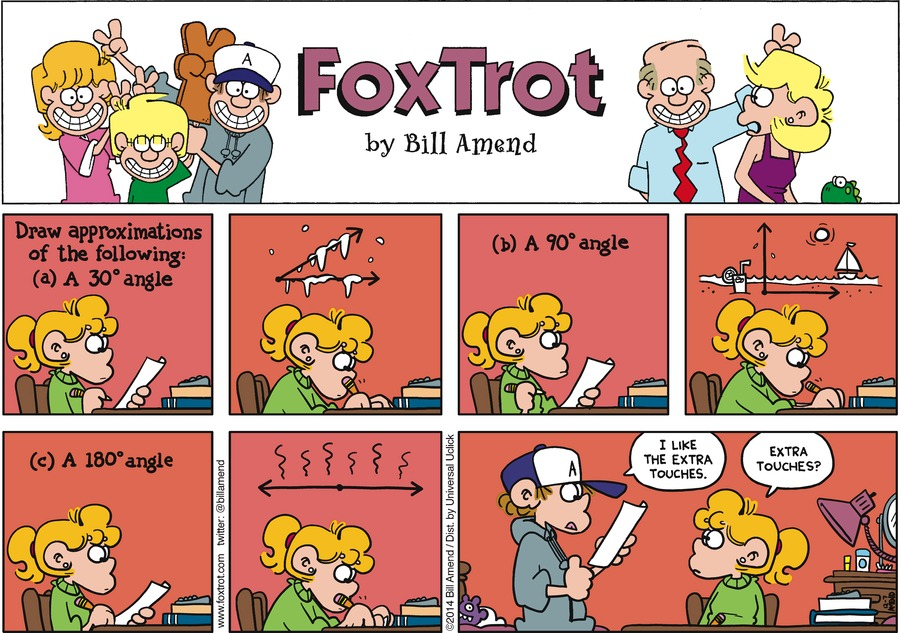 A
FoxTrot
by Bill Amend
Draw approximations
of the following:
(a) A 30° angle
(b) A 90° angle
(c) A 180° angle
www.foxtrot.com twitter: @billamend
©2014 Bill Amend / Dist. by Universal Uclick
A
I LIKE
THE EXTRA
TOUCHES.
EXTRA
TOUCHES?